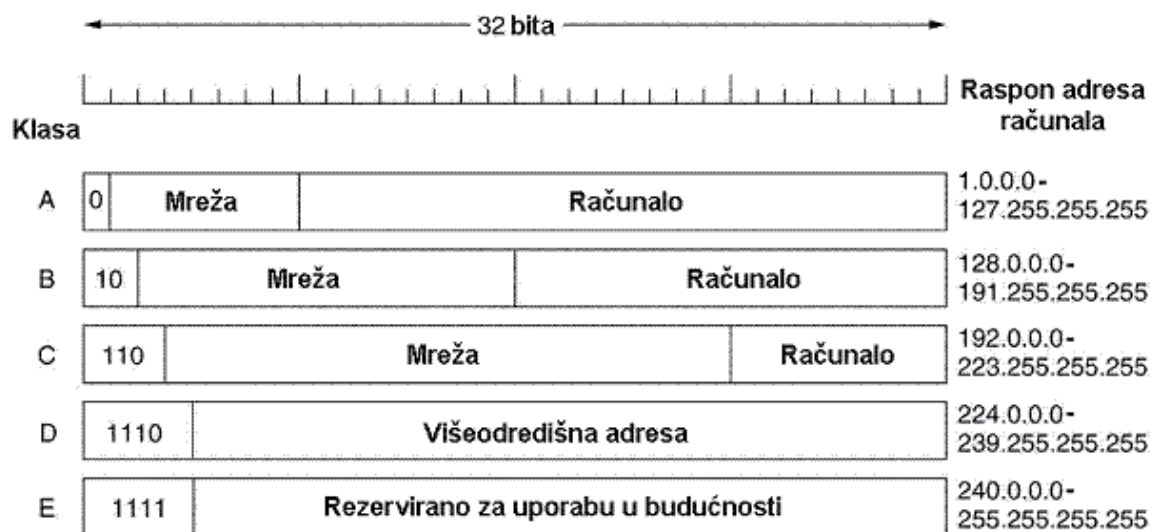 32 bita
Raspon adresa
računala
Klasa
A 0 Mreža Računalo 1.0.0.0-
127.255.255.255
B 10 Mreža Računalo 128.0.0.0-
191.255.255.255
C 110 Mreža Računalo 192.0.0.0-
223.255.255.255
D 1110 Višeodredišna adresa 224.0.0.0-
239.255.255.255
E 1111 Rezervirano za uporabu u budućnosti 240.0.0.0-
255.255.255.255